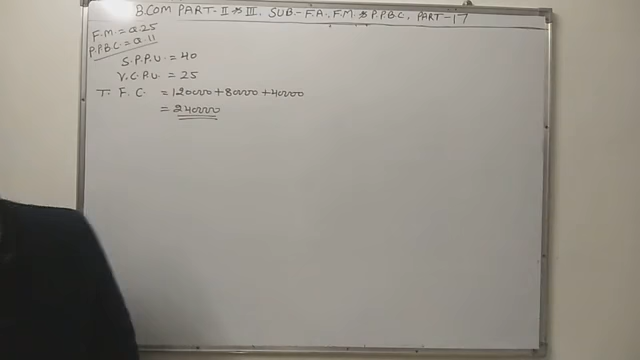 B.COM PART-II & III, SUB.- F.A., F.M. & P.P.B.C., PART-17
F.M. = Q.25
P.P.B.C. = Q.11
S.P.P.U. = 40
V.C.P.U. = 25
T. F. C. = 120000 + 80000 + 40000
= 240000